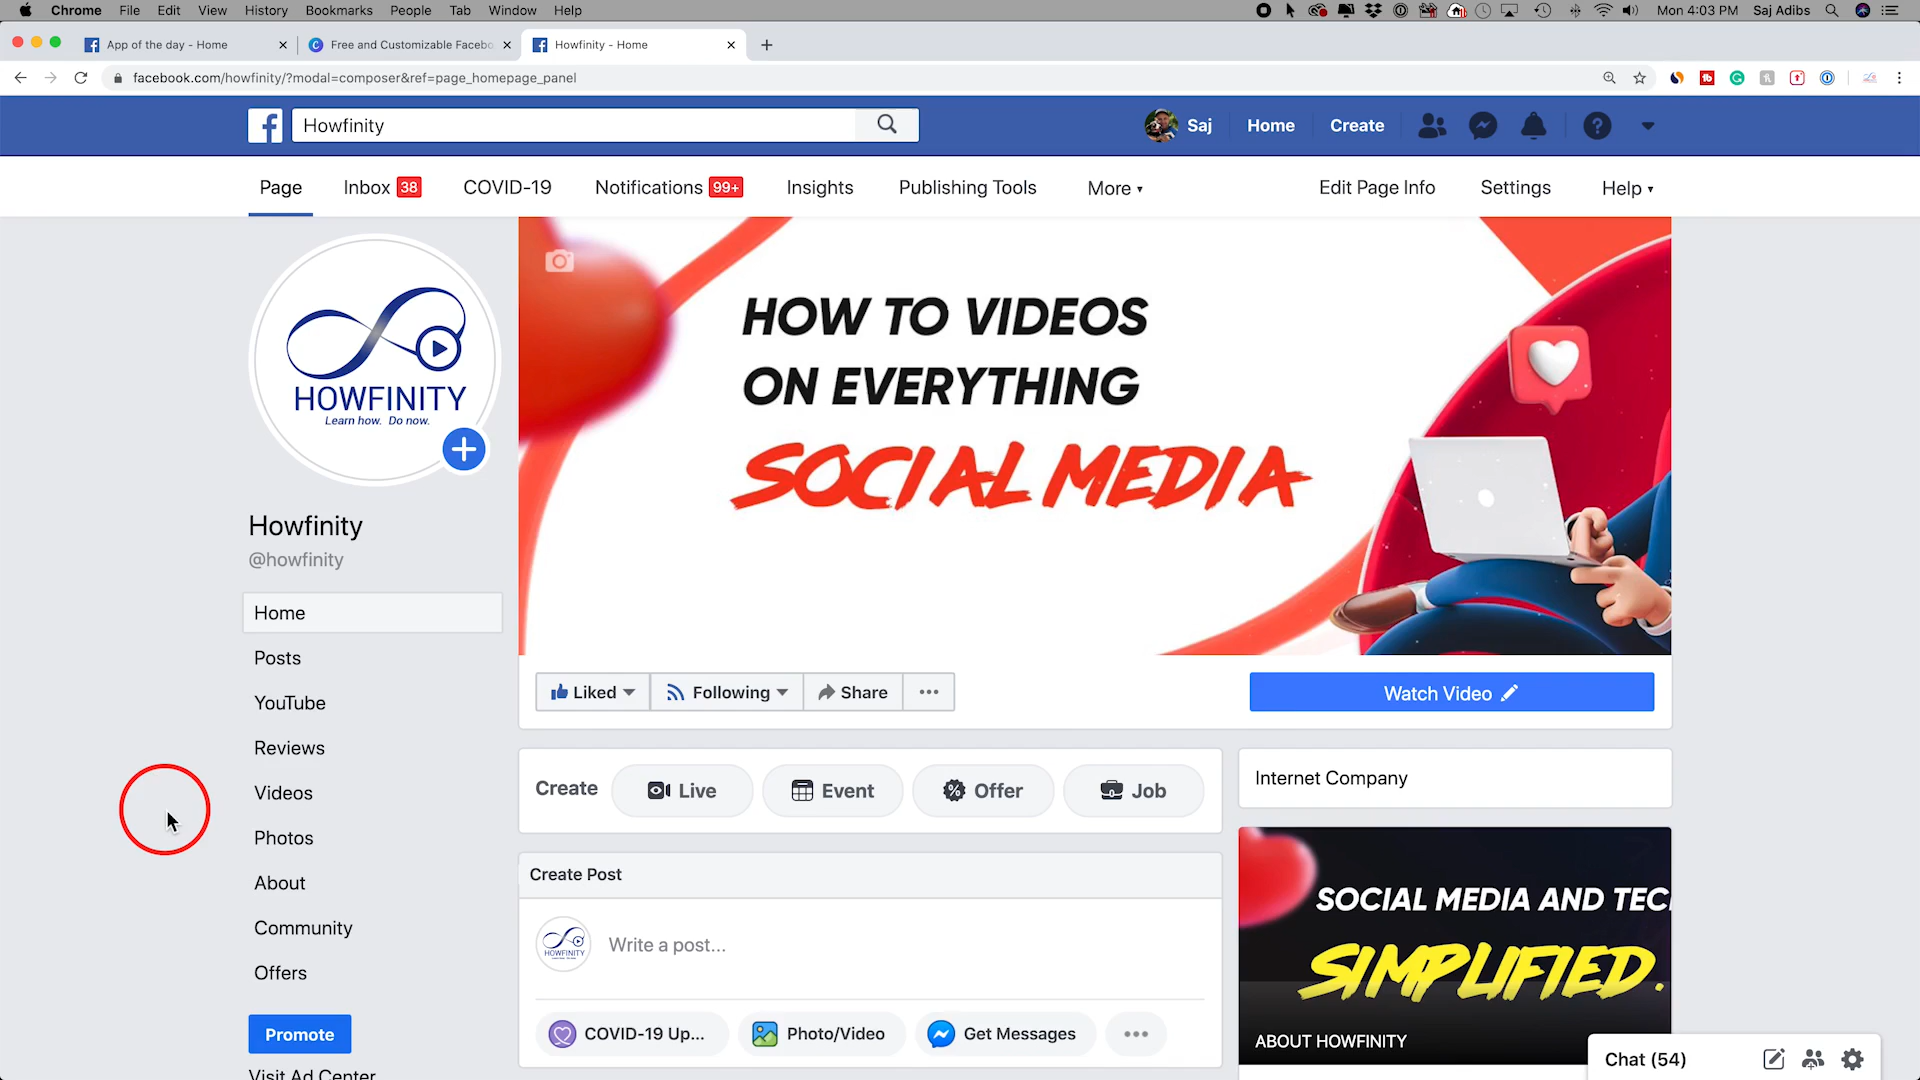 Chrome File Edit View History Bookmarks People Tab Window Help Mon 4:03 PM Saj Adibs
App of the day - Home Free and Customizable Facebo Howfinity - Home
facebook.com/howfinity/?modal=composer&ref=page_homepage_panel
Howfinity Saj Home Create
Page Inbox 38 COVID-19 Notifications 99+ Insights Publishing Tools More Edit Page Info Settings Help
HOW TO VIDEOS
ON EVERYTHING
SOCIAL MEDIA
HOWFINITY
Learn how. Do now.
Howfinity
@howfinity
Home
Posts
YouTube
Reviews
Videos
Photos
About
Community
Offers
Promote
Visit Ad Center
Liked Following Share ... Watch Video
Create Live Event Offer Job
Internet Company
Create Post
HOWFINITY
Write a post...
COVID-19 Up... Photo/Video Get Messages ...
SOCIAL MEDIA AND TEC
SIMPLIFIED.
ABOUT HOWFINITY
Chat (54)